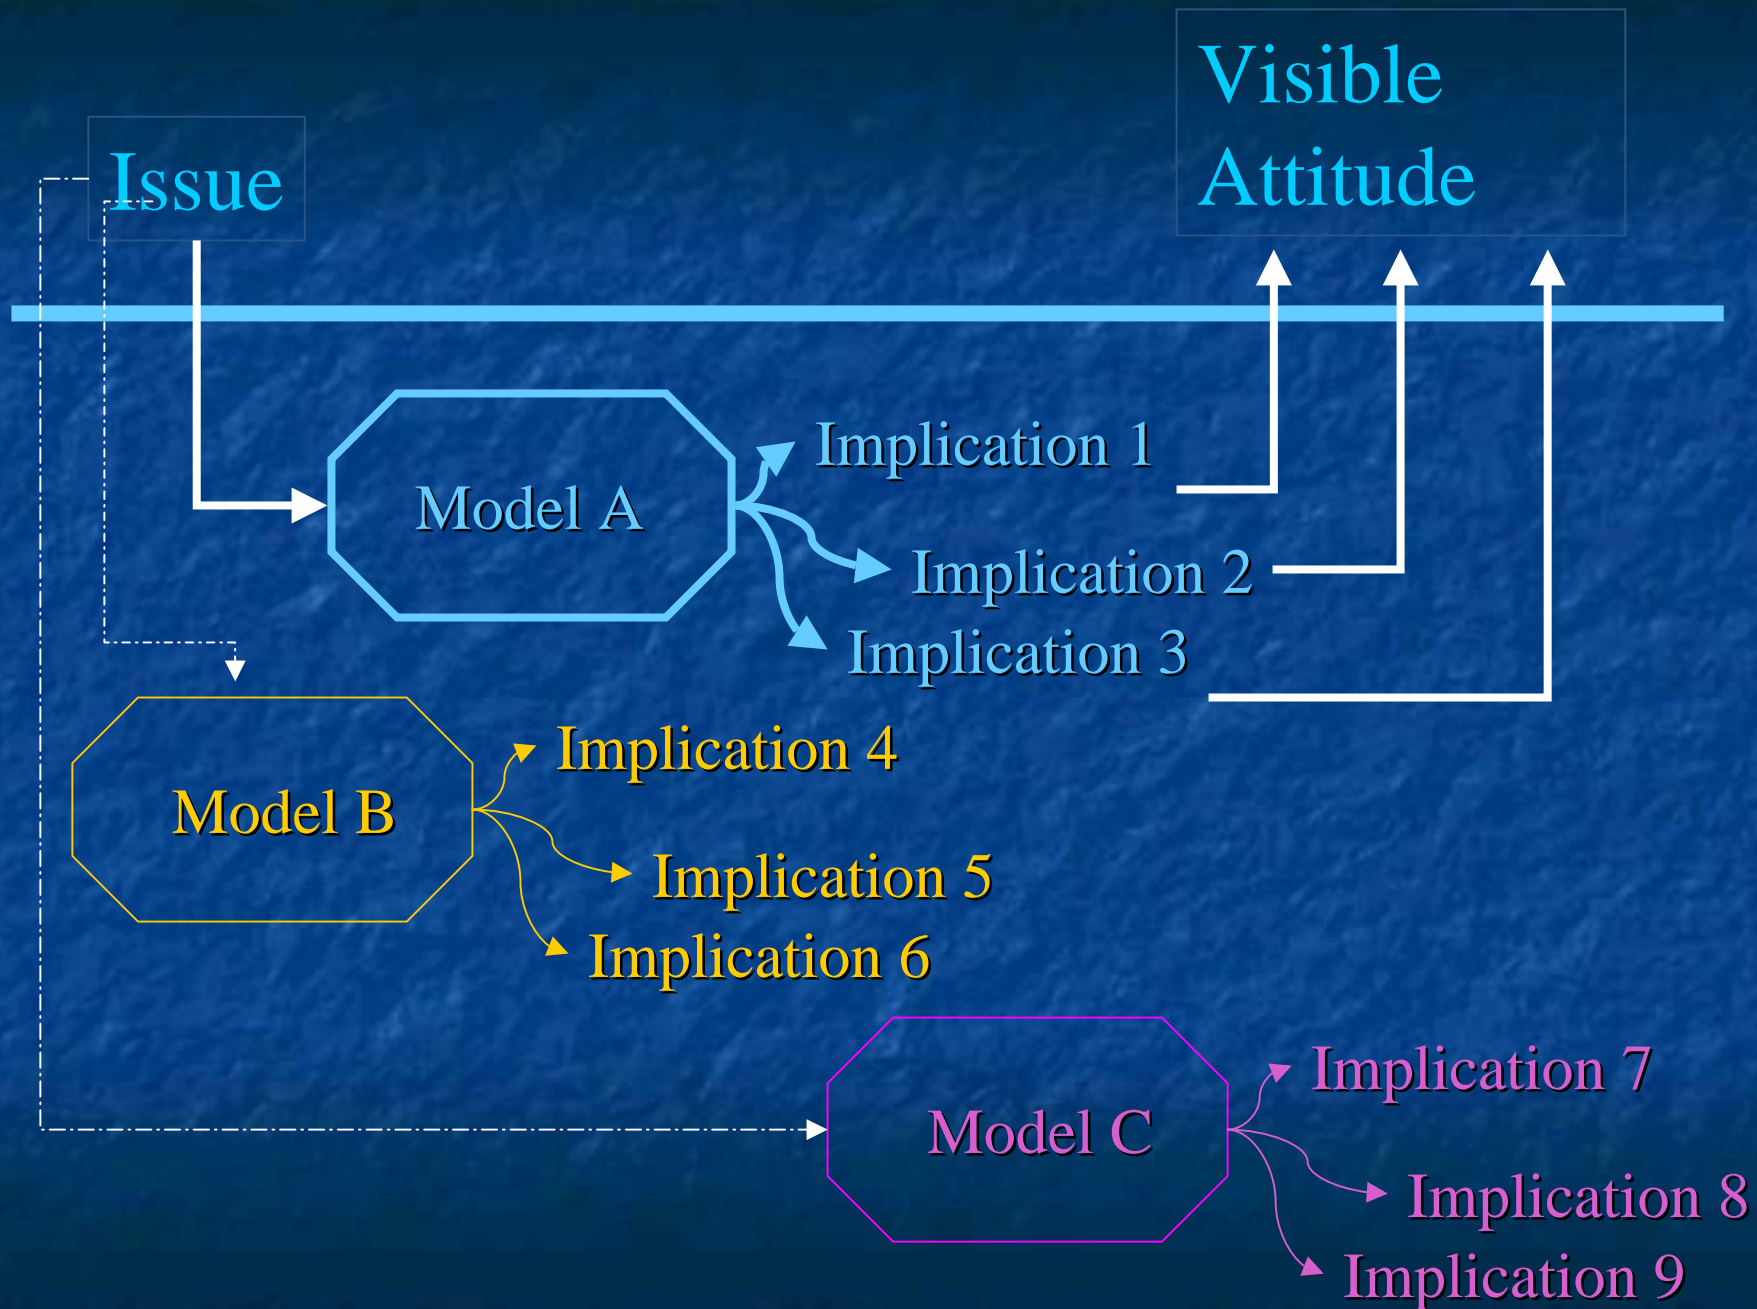 Visible
Attitude
Issue
Implication 1
Model A
Implication 2
Implication 3
Implication 4
Model B
Implication 5
Implication 6
Implication 7
Model C
Implication 8
Implication 9